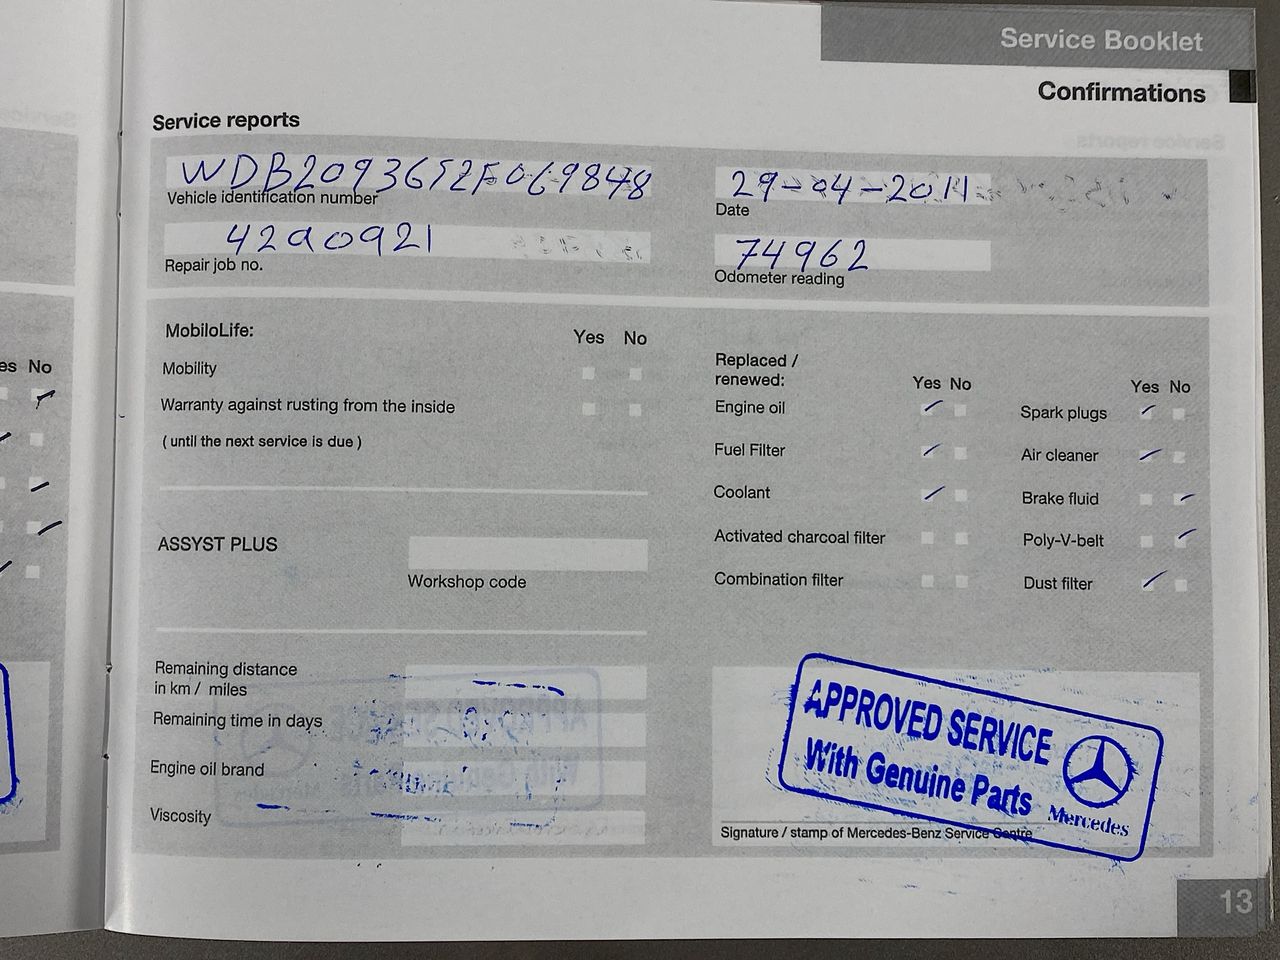 Service Booklet
Confirmations
Service reports
WDB2093652F069848
Vehicle identification number
29-04-2011
Date
4290921
Repair job no.
74962
Odometer reading
MobiloLife:
Yes No
Mobility
Warranty against rusting from the inside
( until the next service is due )
ASSYST PLUS
Workshop code
Remaining distance
in km / miles
Remaining time in days
Engine oil brand
Viscosity
Replaced /
renewed:
Yes No
Engine oil
Fuel Filter
Coolant
Activated charcoal filter
Combination filter
Yes No
Spark plugs
Air cleaner
Brake fluid
Poly-V-belt
Dust filter
APPROVED SERVICE
With Genuine Parts
Mercedes
Signature / stamp of Mercedes-Benz Service Centre
13
es No